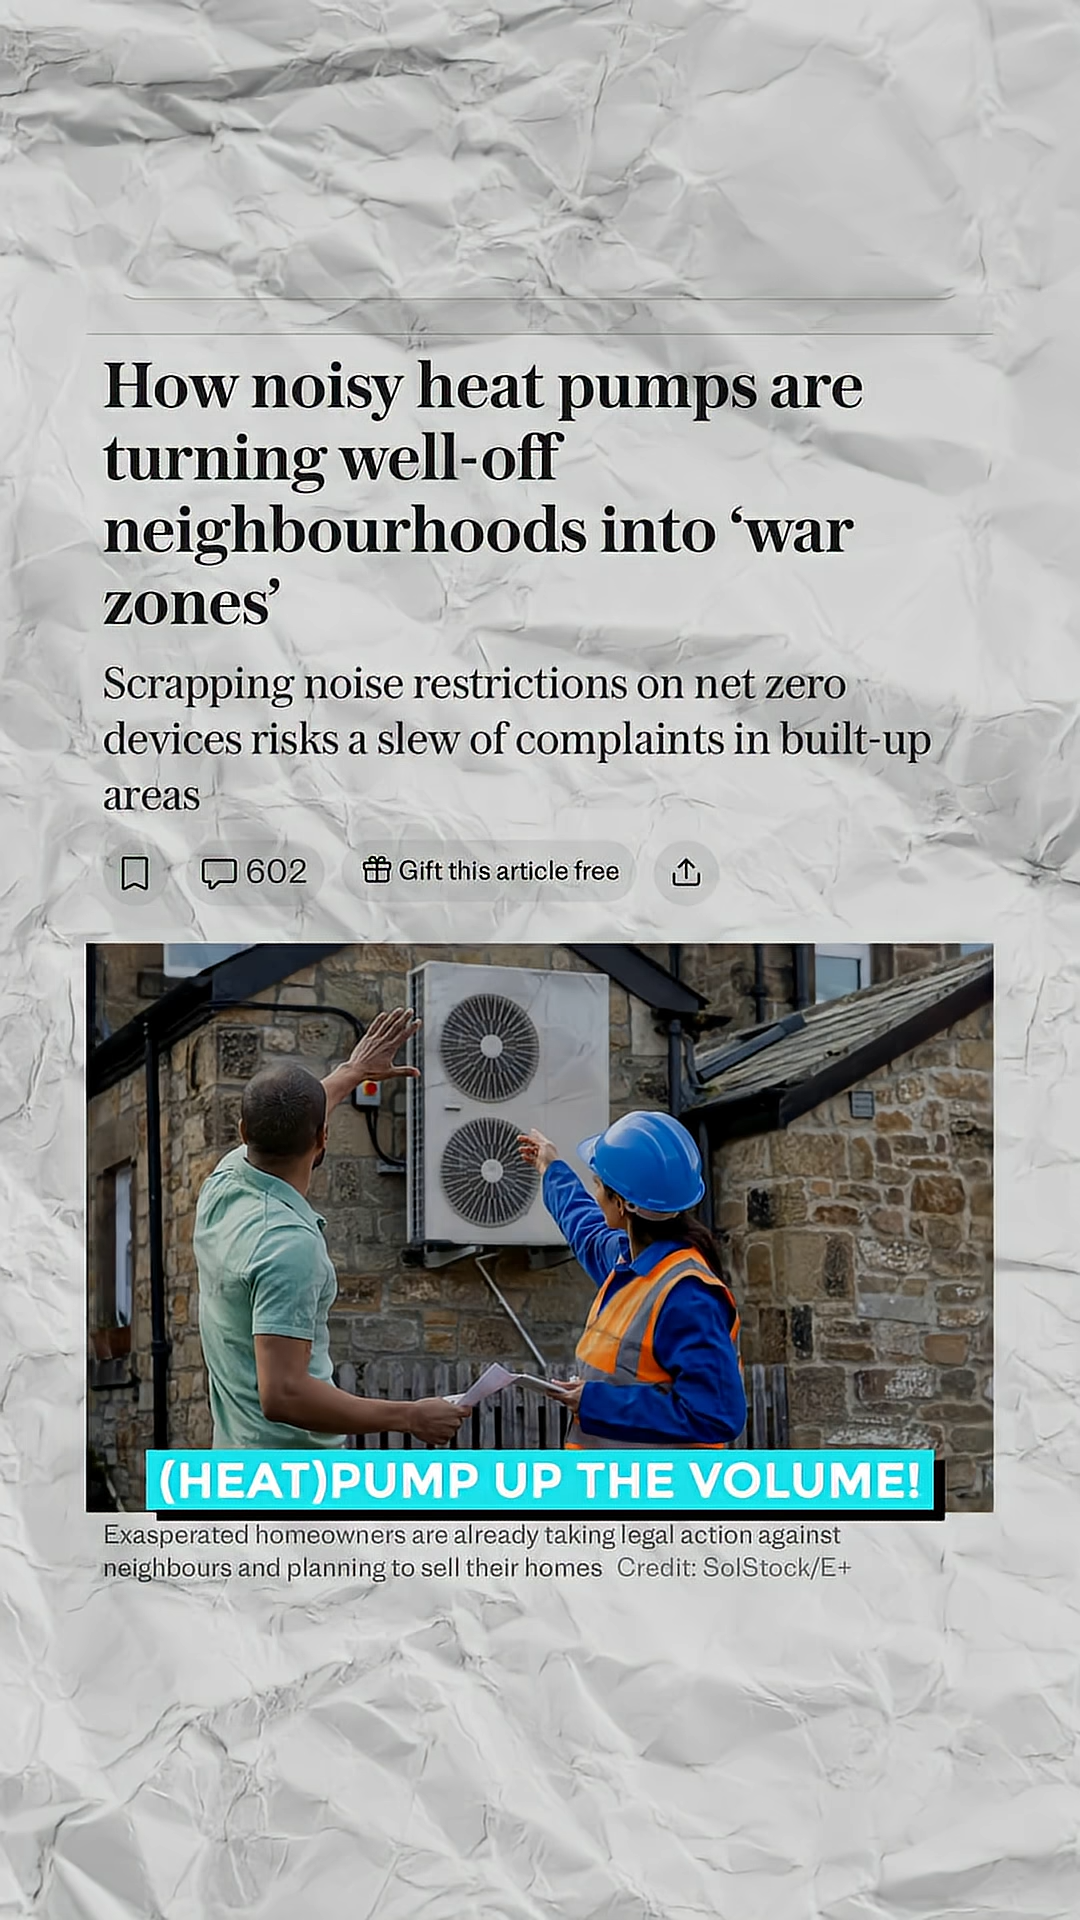 How noisy heat pumps are
turning well-off
neighbourhoods into ‘war
zones’
Scrapping noise restrictions on net zero
devices risks a slew of complaints in built-up
areas
602
Gift this article free
(HEAT)PUMP UP THE VOLUME!
Exasperated homeowners are already taking legal action against
neighbours and planning to sell their homes Credit: SolStock/E+